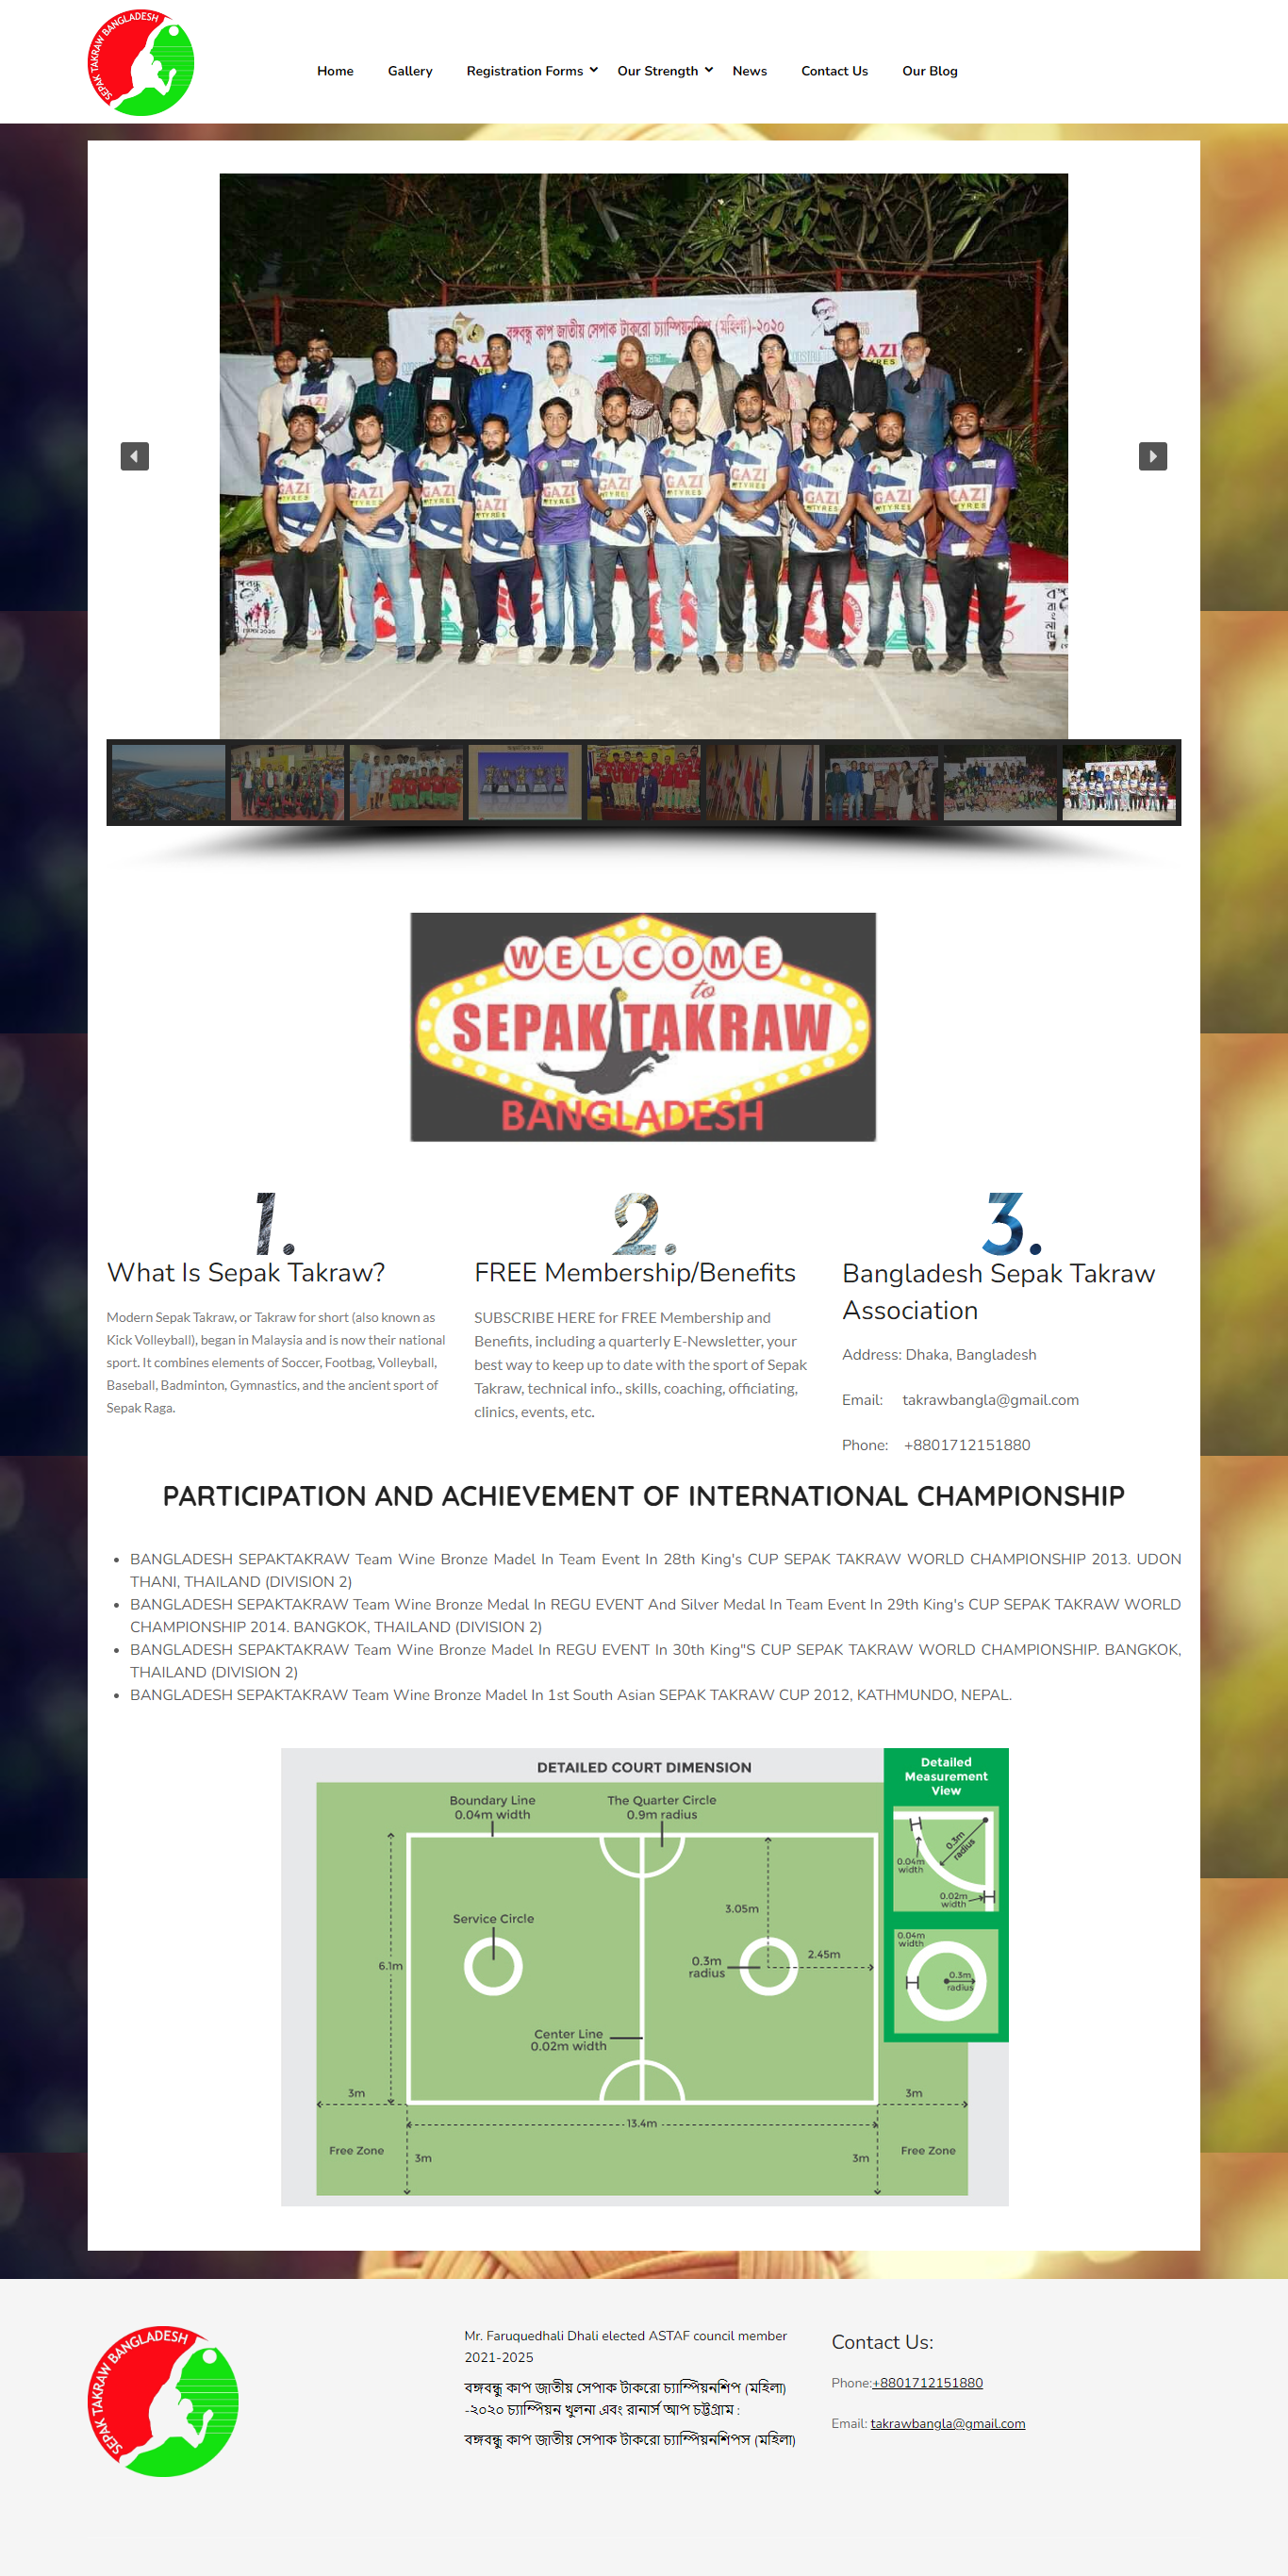 SEPAK TAKRAW BANGLADESH
Home Gallery Registration Forms Our Strength News Contact Us Our Blog
বঙ্গবন্ধু কাপ জাতীয় সেপাক টাকরো চ্যাম্পিয়নশিপ (মহিলা)-২০২০
GAZI
TYRES
WELCOME
to
SEPAK TAKRAW
BANGLADESH
1. 2. 3.
What Is Sepak Takraw?
Modern Sepak Takraw, or Takraw for short (also known as
Kick Volleyball), began in Malaysia and is now their national
sport. It combines elements of Soccer, Footbag, Volleyball,
Baseball, Badminton, Gymnastics, and the ancient sport of
Sepak Raga.
FREE Membership/Benefits
SUBSCRIBE HERE for FREE Membership and
Benefits, including a quarterly E-Newsletter, your
best way to keep up to date with the sport of Sepak
Takraw, technical info., skills, coaching, officiating,
clinics, events, etc.
Bangladesh Sepak Takraw
Association
Address: Dhaka, Bangladesh
Email: takrawbangla@gmail.com
Phone: +8801712151880
PARTICIPATION AND ACHIEVEMENT OF INTERNATIONAL CHAMPIONSHIP
• BANGLADESH SEPAKTAKRAW Team Wine Bronze Madel In Team Event In 28th King's CUP SEPAK TAKRAW WORLD CHAMPIONSHIP 2013. UDON
THANI, THAILAND (DIVISION 2)
• BANGLADESH SEPAKTAKRAW Team Wine Bronze Medal In REGU EVENT And Silver Medal In Team Event In 29th King's CUP SEPAK TAKRAW WORLD
CHAMPIONSHIP 2014. BANGKOK, THAILAND (DIVISION 2)
• BANGLADESH SEPAKTAKRAW Team Wine Bronze Madel In REGU EVENT In 30th King"S CUP SEPAK TAKRAW WORLD CHAMPIONSHIP. BANGKOK,
THAILAND (DIVISION 2)
• BANGLADESH SEPAKTAKRAW Team Wine Bronze Madel In 1st South Asian SEPAK TAKRAW CUP 2012, KATHMUNDO, NEPAL.
DETAILED COURT DIMENSION
Boundary Line
0.04m width
The Quarter Circle
0.9m radius
Service Circle
3.05m
6.1m
0.3m
radius
2.45m
Center Line
0.02m width
3m
3m
13.4m
Free Zone
3m
3m
Free Zone
Detailed
Measurement
View
0.3m
radius
0.04m
width
0.02m
width
0.04m
width
0.3m
radius
SEPAK TAKRAW BANGLADESH
Mr. Faruquedhali Dhali elected ASTAF council member
2021-2025
বঙ্গবন্ধু কাপ জাতীয় সেপাক টাকরো চ্যাম্পিয়নশিপ (মহিলা)
-২০২০ চ্যাম্পিয়ন খুলনা এবং রানার্স আপ চট্টগ্রাম :
বঙ্গবন্ধু কাপ জাতীয় সেপাক টাকরো চ্যাম্পিয়নশিপস (মহিলা)
Contact Us:
Phone:+8801712151880
Email: takrawbangla@gmail.com